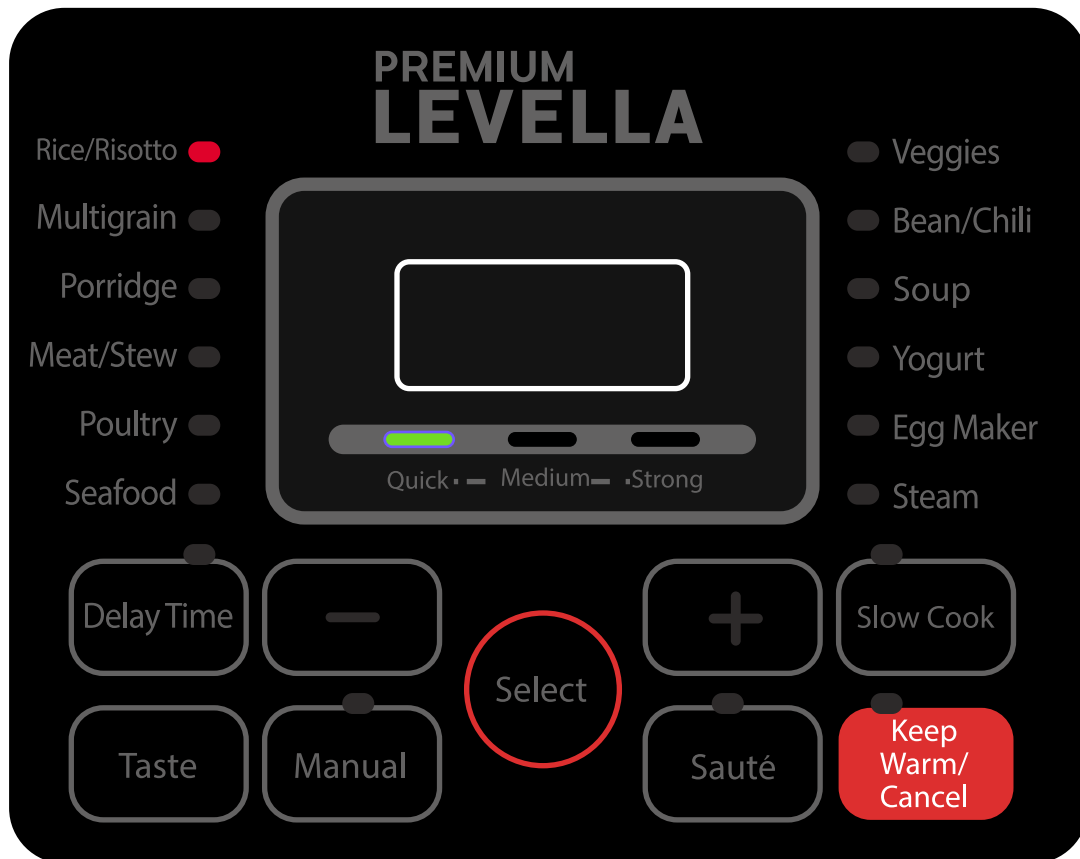 PREMIUM
LEVELLA
Rice/Risotto
Multigrain
Porridge
Meat/Stew
Poultry
Seafood
Veggies
Bean/Chili
Soup
Yogurt
Egg Maker
Steam
Quick Medium Strong
Delay Time
−
+
Slow Cook
Select
Taste
Manual
Sauté
Keep
Warm/
Cancel